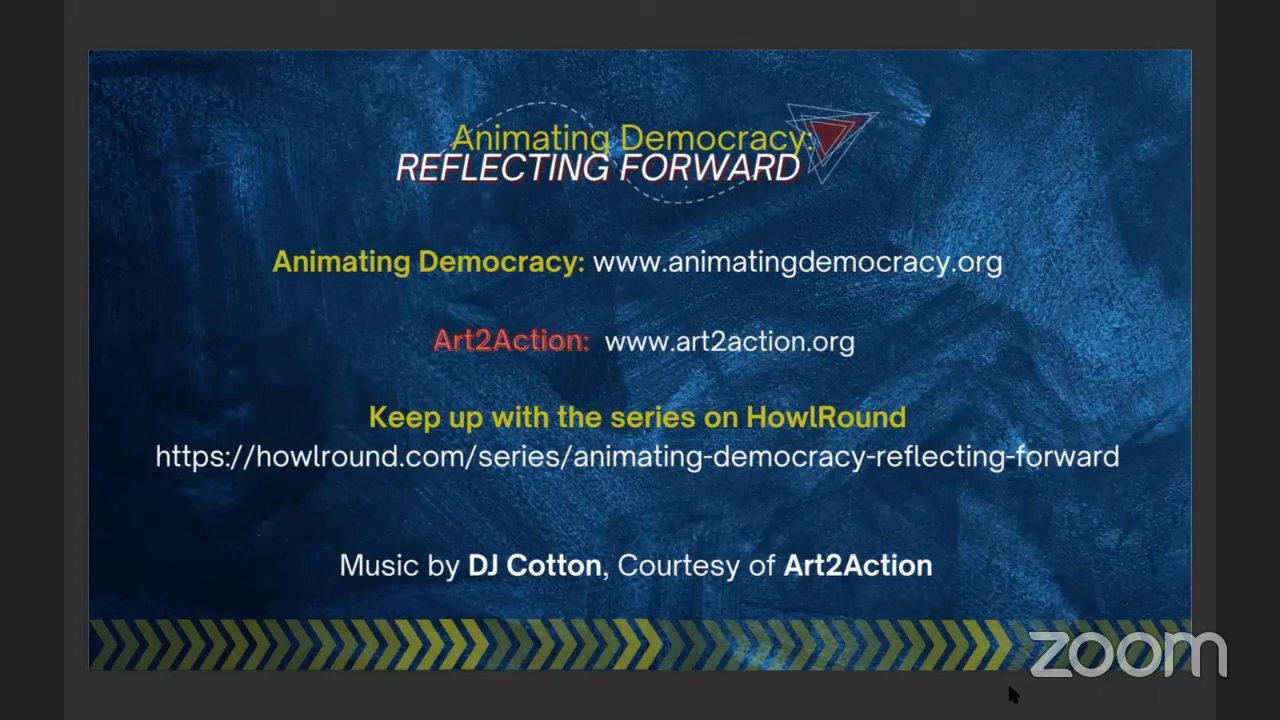 Animating Democracy:
REFLECTING FORWARD
Animating Democracy: www.animatingdemocracy.org
Art2Action: www.art2action.org
Keep up with the series on HowlRound
https://howlround.com/series/animating-democracy-reflecting-forward
Music by DJ Cotton, Courtesy of Art2Action
zoom